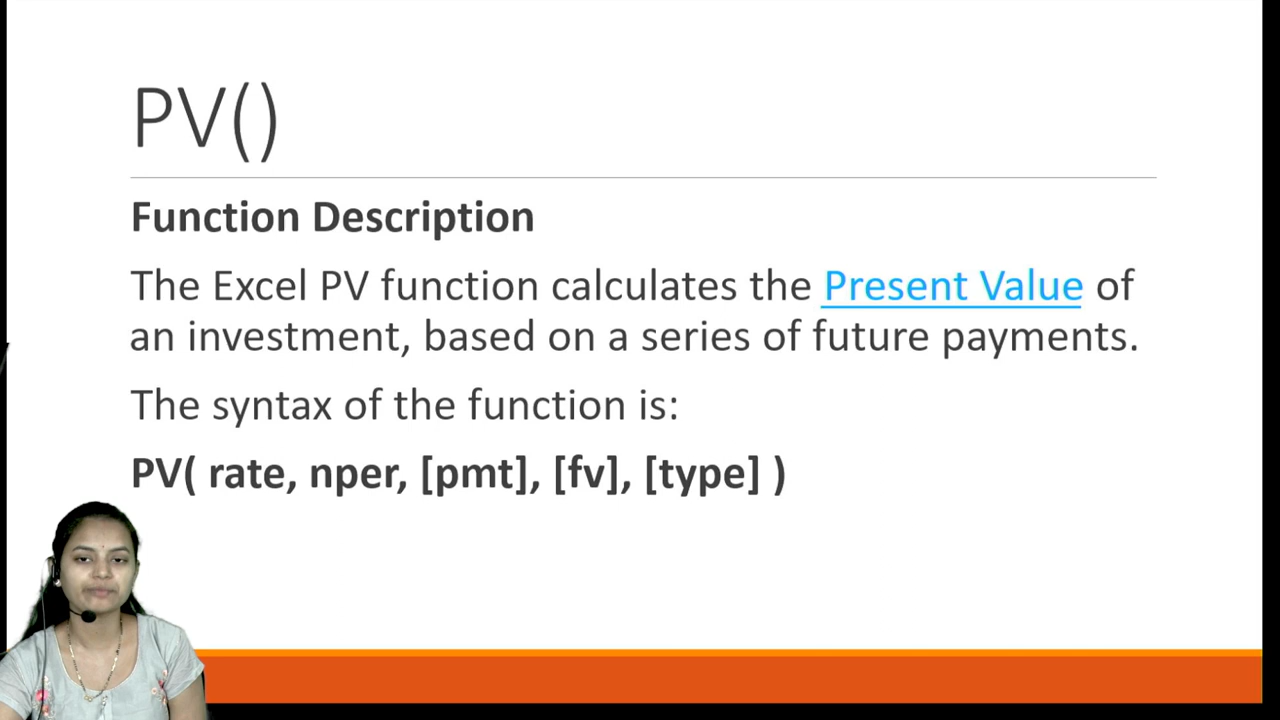 PV()
Function Description
The Excel PV function calculates the Present Value of
an investment, based on a series of future payments.
The syntax of the function is:
PV( rate, nper, [pmt], [fv], [type] )